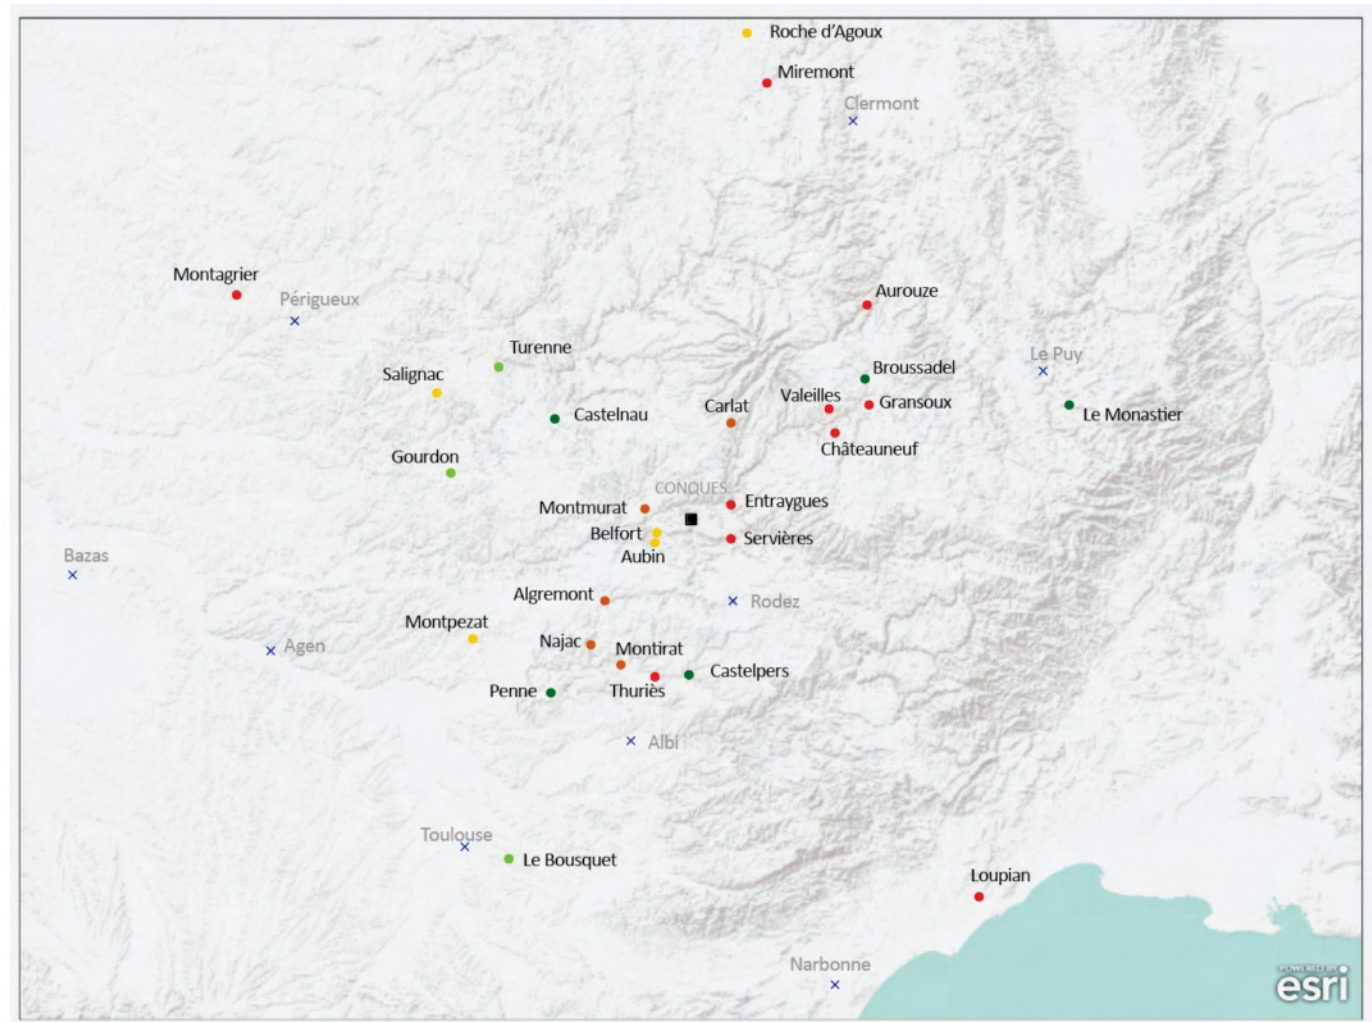 Roche d’Agoux
Miremont
Clermont
Montagrier
Périgueux
Aurouze
Turenne
Le Puy
Salignac
Broussadel
Valeilles
Gransoux
Carlat
Castelnau
Le Monastier
Châteauneuf
Gourdon
CONQUES
Entraygues
Montmurat
Belfort
Servières
Aubin
Bazas
Algremont
Rodez
Montpezat
Agen
Najac
Montirat
Castelpers
Penne
Thuriès
Albi
Toulouse
Le Bousquet
Loupian
Narbonne
POWERED BY
esri